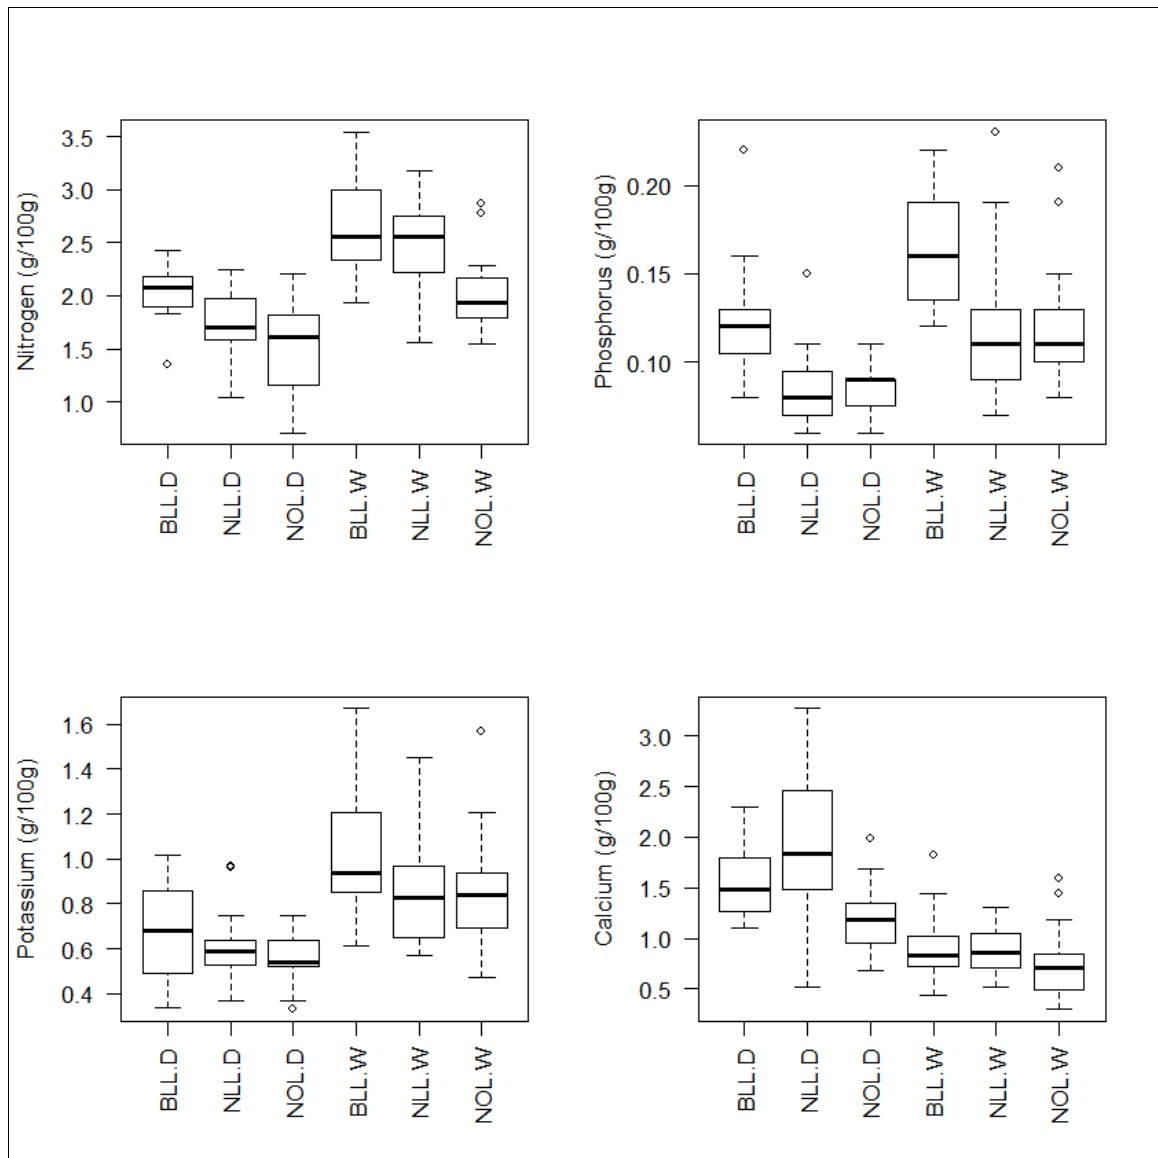 Nitrogen (g/100g)
3.5
3.0
2.5
2.0
1.5
1.0
BLL.D NLL.D NOL.D BLL.W NLL.W NOL.W
Phosphorus (g/100g)
0.20
0.15
0.10
BLL.D NLL.D NOL.D BLL.W NLL.W NOL.W
Potassium (g/100g)
1.6
1.4
1.2
1.0
0.8
0.6
0.4
BLL.D NLL.D NOL.D BLL.W NLL.W NOL.W
Calcium (g/100g)
3.0
2.5
2.0
1.5
1.0
0.5
BLL.D NLL.D NOL.D BLL.W NLL.W NOL.W